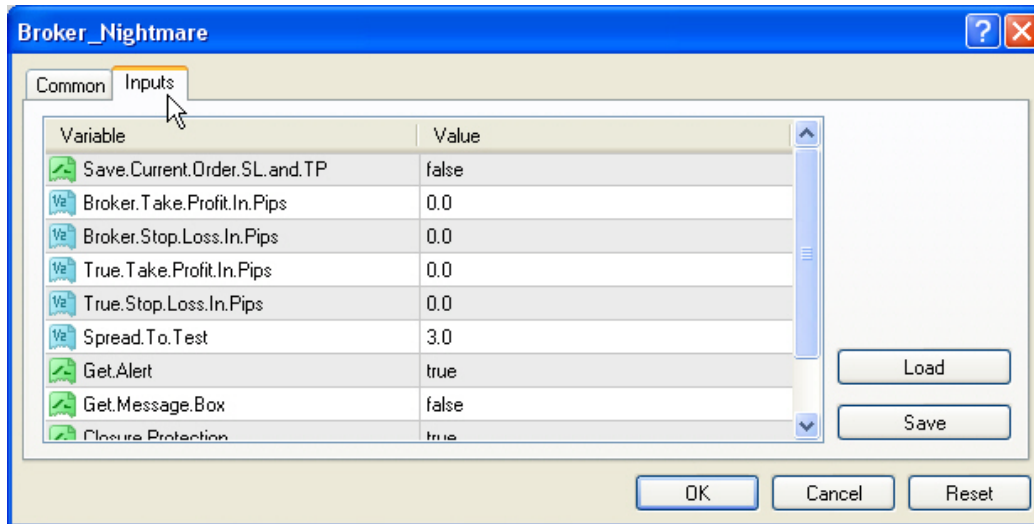 Broker_Nightmare
Common Inputs
Variable Value
Save.Current.Order.SL.and.TP false
Broker.Take.Profit.In.Pips 0.0
Broker.Stop.Loss.In.Pips 0.0
True.Take.Profit.In.Pips 0.0
True.Stop.Loss.In.Pips 0.0
Spread.To.Test 3.0
Get.Alert true
Get.Message.Box false
Closure.Protection true
Load
Save
OK Cancel Reset